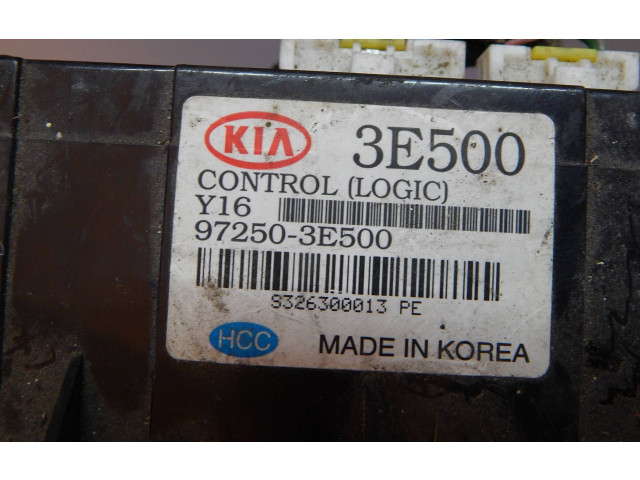 KIA 3E500
CONTROL (LOGIC)
Y16
97250-3E500
S326300013 PE
HCC MADE IN KOREA